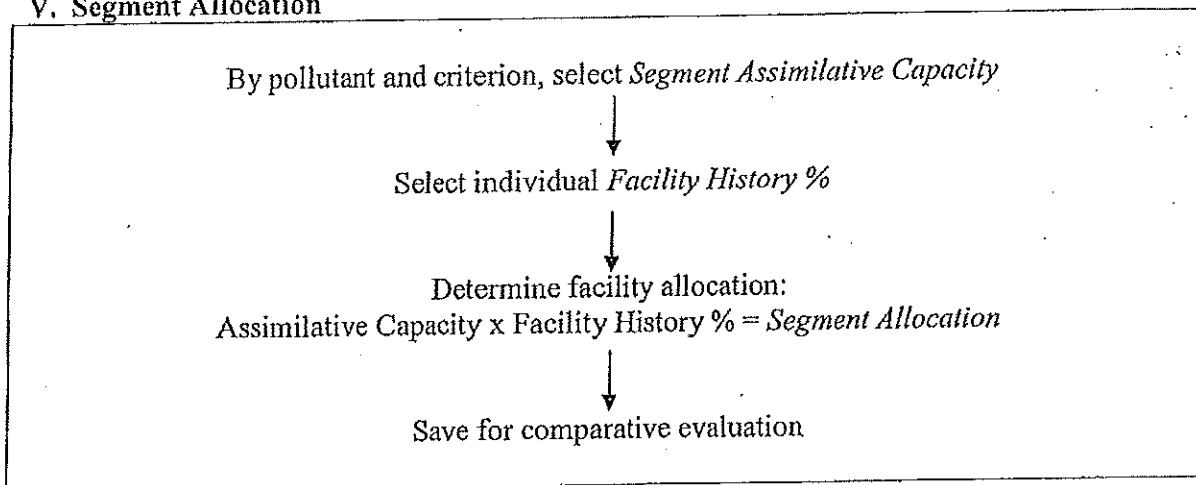 V. Segment Allocation
By pollutant and criterion, select Segment Assimilative Capacity
Select individual Facility History %
Determine facility allocation:
Assimilative Capacity x Facility History % = Segment Allocation
Save for comparative evaluation